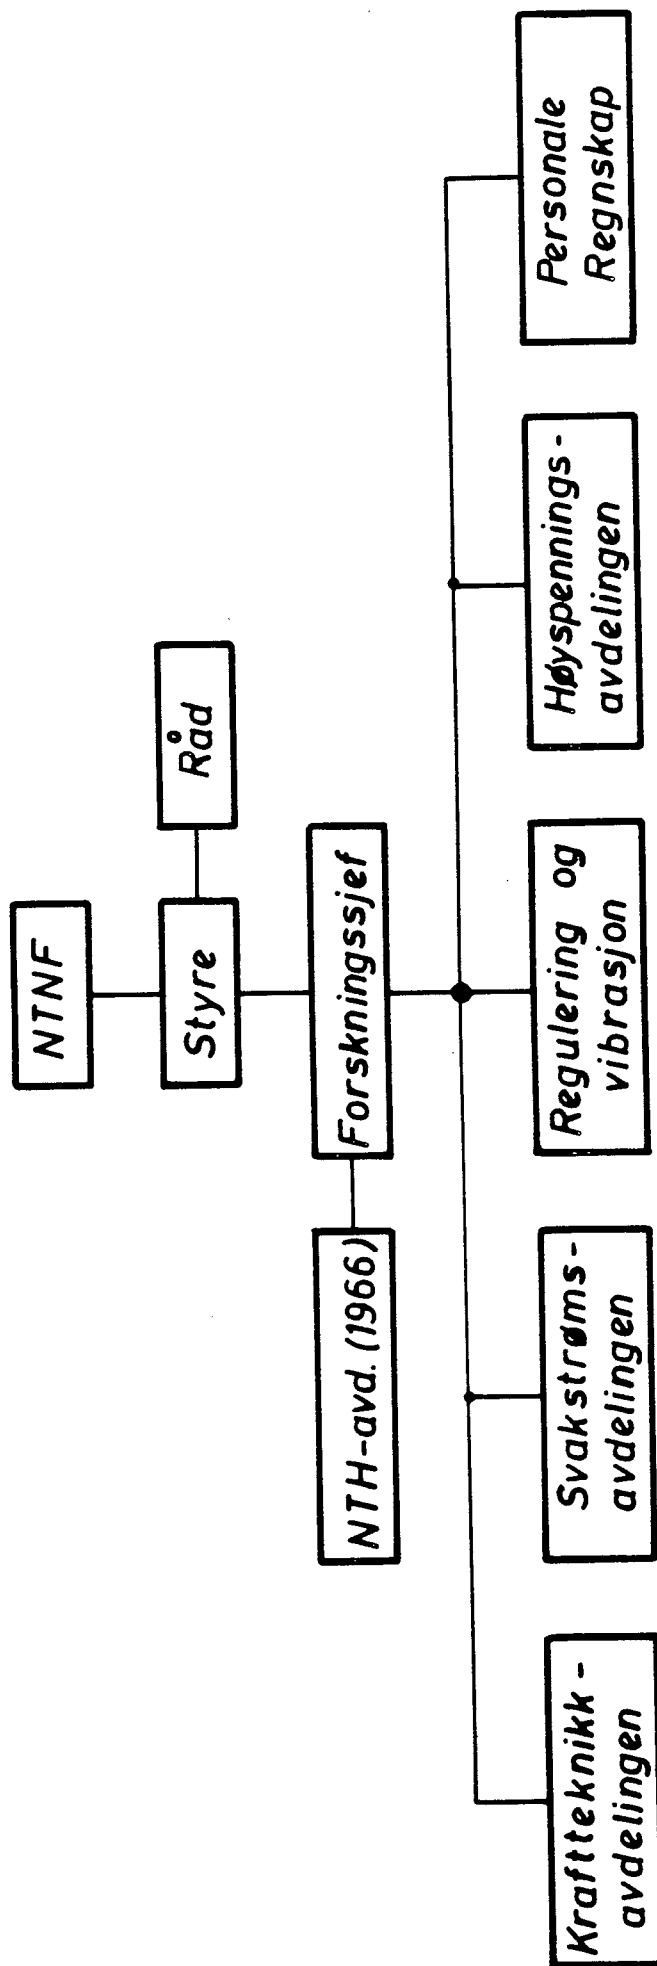 NTNF
Styre
Råd
Forskningssjef
NTH-avd. (1966)
Kraftteknikk-
avdelingen
Svakstrøms-
avdelingen
Regulering og
vibrasjon
Høyspennings-
avdelingen
Personale
Regnskap